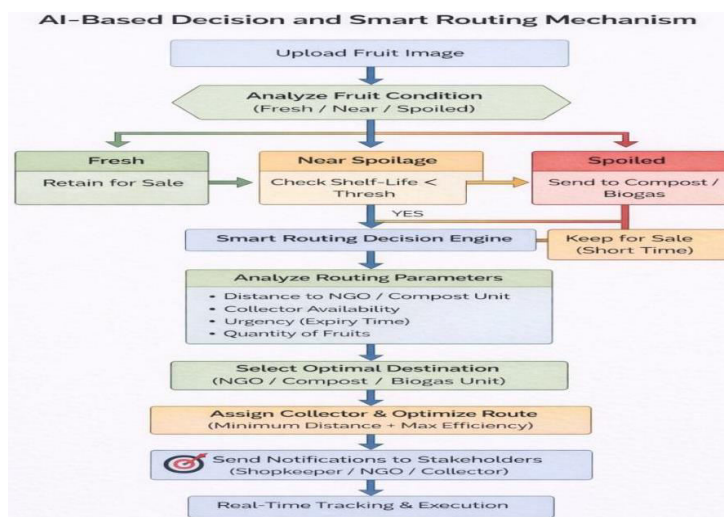 AI-Based Decision and Smart Routing Mechanism
Upload Fruit Image
Analyze Fruit Condition
(Fresh / Near / Spoiled)
Fresh
Retain for Sale
Near Spoilage
Check Shelf-Life <
Thresh
Spoiled
Send to Compost /
Biogas
YES
Smart Routing Decision Engine
Keep for Sale
(Short Time)
Analyze Routing Parameters
• Distance to NGO / Compost Unit
• Collector Availability
• Urgency (Expiry Time)
• Quantity of Fruits
Select Optimal Destination
(NGO / Compost / Biogas Unit)
Assign Collector & Optimize Route
(Minimum Distance + Max Efficiency)
Send Notifications to Stakeholders
(Shopkeeper / NGO / Collector)
Real-Time Tracking & Execution